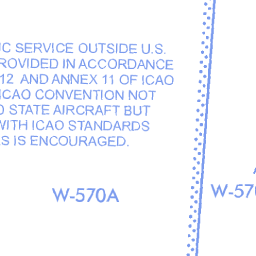 IC SERVICE OUTSIDE U.S.
ROVIDED IN ACCORDANCE
12 AND ANNEX 11 OF ICAO
ICAO CONVENTION NOT
O STATE AIRCRAFT BUT
WITH ICAO STANDARDS
S IS ENCOURAGED.
W-570A
W-570